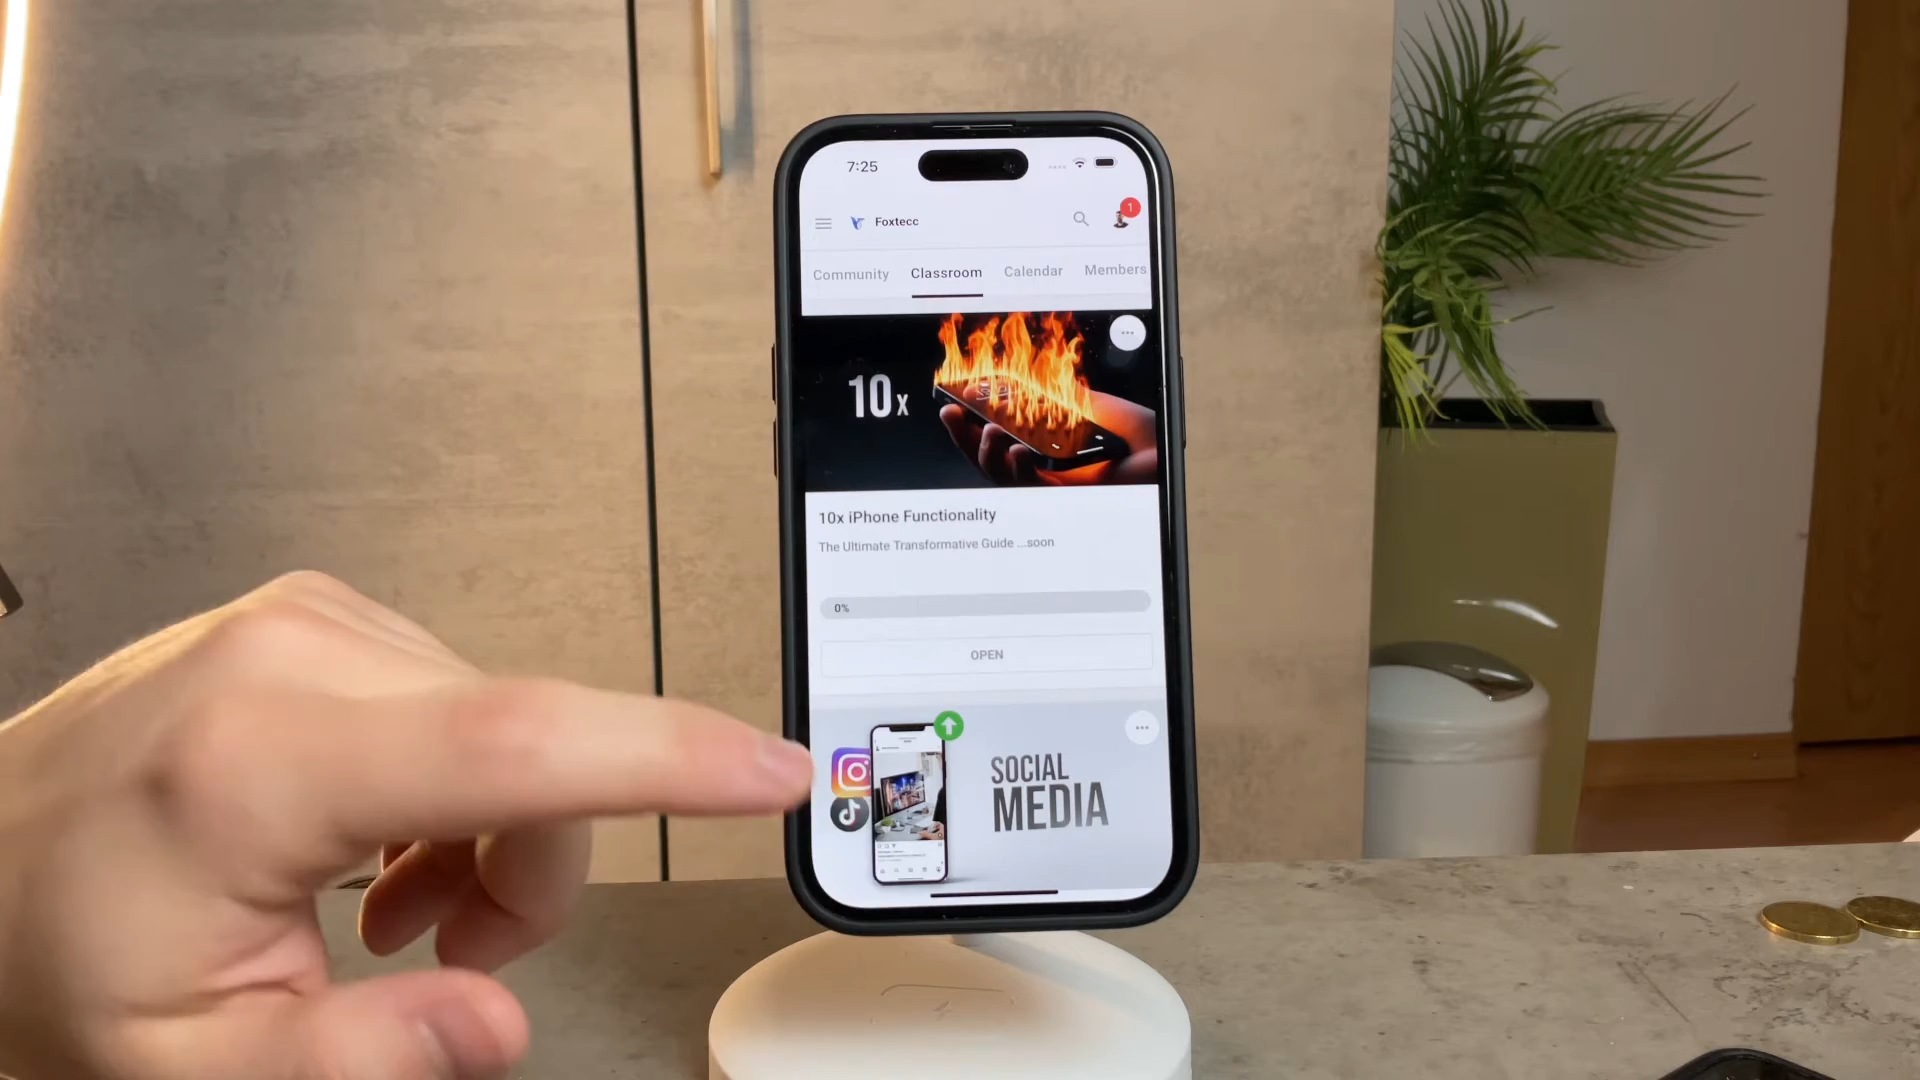 7:25
Foxtecc
1
Community Classroom Calendar Members
10x
10x iPhone Functionality
The Ultimate Transformative Guide ...soon
0%
OPEN
SOCIAL
MEDIA